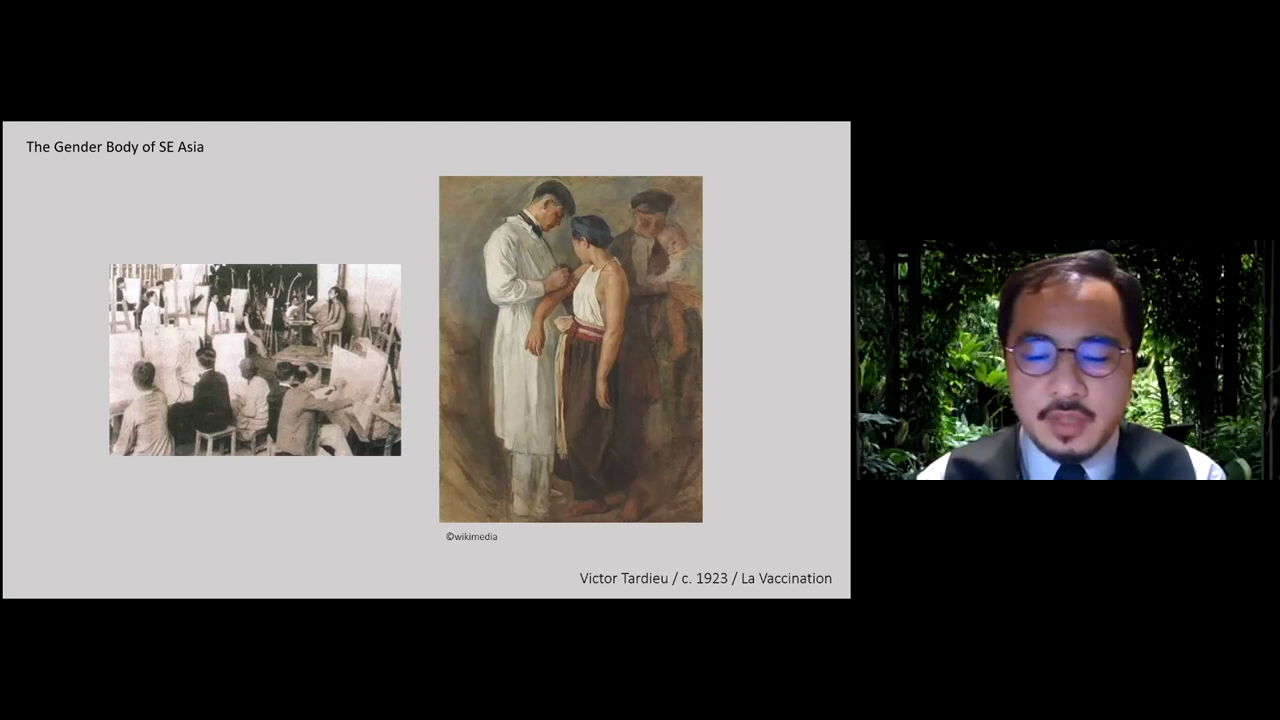 The Gender Body of SE Asia
©wikimedia
Victor Tardieu / c. 1923 / La Vaccination